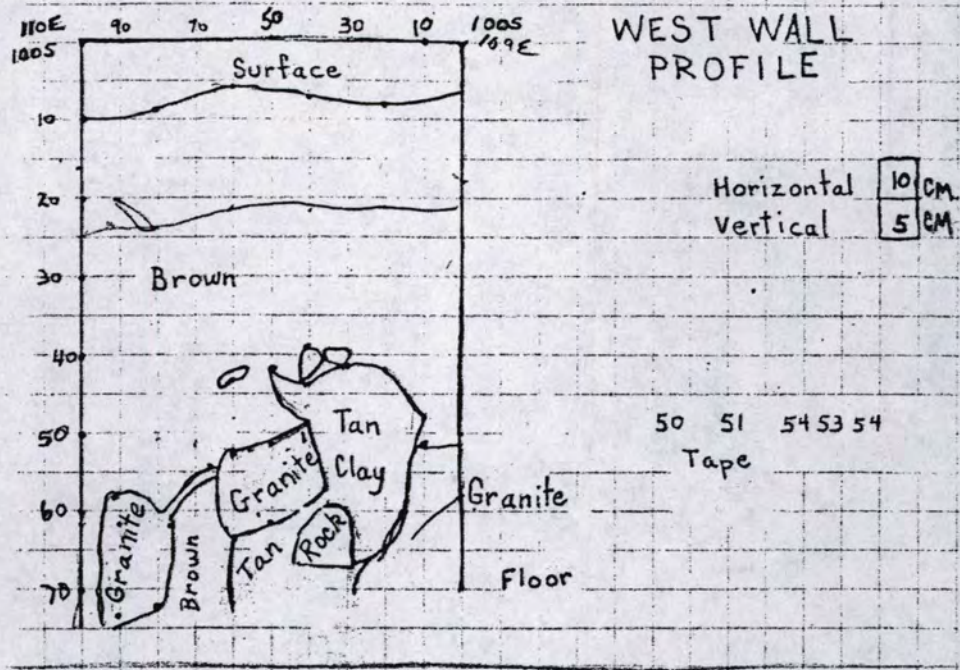 110E 90 70 50 30 10 100S
100S 109E
WEST WALL
PROFILE
Surface
10
20
Horizontal 10 CM
Vertical 5 CM
30
Brown
40
50
Tan
Clay
50 51 54 53 54
Tape
Granite
Granite
60
Granite
Rock
Tan
Brown
Floor
70